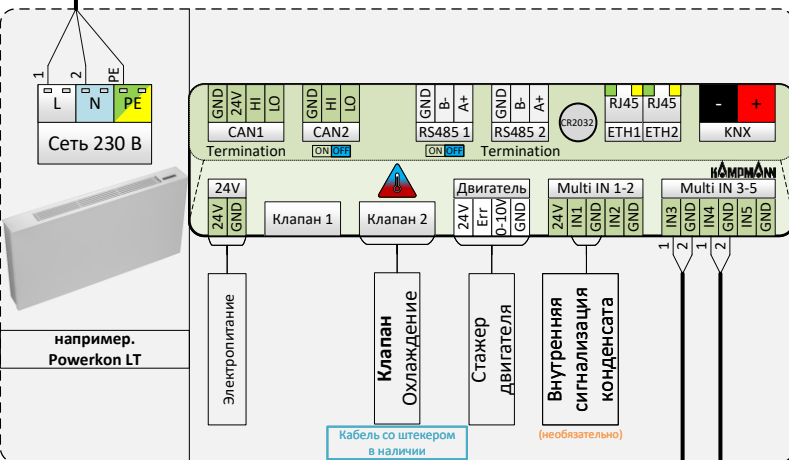 1
2
PE
L
N
PE
Сеть 230 В
например.
Powerkon LT
GND
24V
HI
LO
CAN1
Termination
GND
HI
LO
CAN2
ON OFF
GND
B-
A+
RS485 1
ON OFF
GND
B-
A+
RS485 2
Termination
CR2032
RJ45
RJ45
ETH1
ETH2
-
+
KNX
KAMPMANN
24V
24V
GND
Клапан 1
Клапан 2
Двигатель
24V
Err
0-10V
GND
Multi IN 1-2
24V
IN1
GND
IN2
GND
Multi IN 3-5
IN3
GND
IN4
GND
IN5
GND
1
2
1
2
Электропитание
Клапан
Охлаждение
Стажер
двигателя
Внутренняя
сигнализация
конденсата
Кабель со штекером
в наличии
(необязательно)